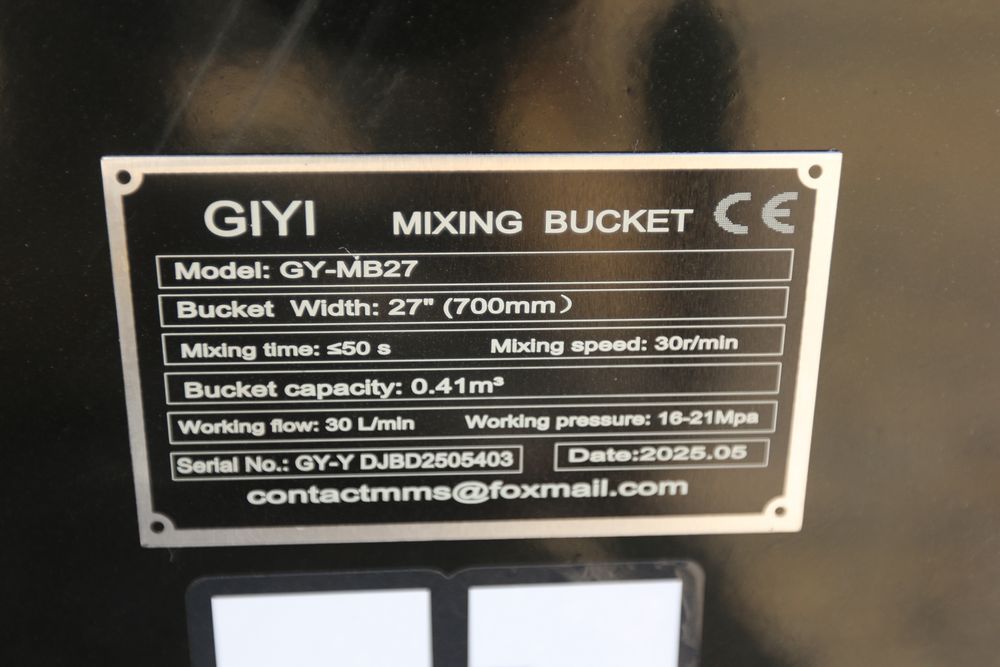 GIYI MIXING BUCKET CE
Model: GY-MB27
Bucket Width: 27" (700mm）
Mixing time: ≤50 s Mixing speed: 30r/min
Bucket capacity: 0.41m³
Working flow: 30 L/min Working pressure: 16-21Mpa
Serial No.: GY-Y DJBD2505403 Date:2025.05
contactmms@foxmail.com